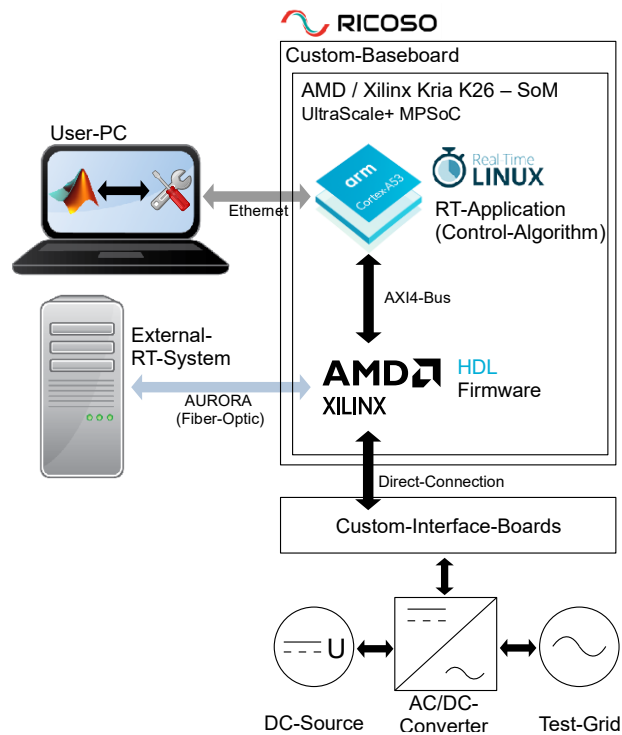 RICOSO
Custom-Baseboard
AMD / Xilinx Kria K26 – SoM
UltraScale+ MPSoC
User-PC
arm
Cortex-A53
Real Time
LINUX
Ethernet
RT-Application
(Control-Algorithm)
AXI4-Bus
External-
RT-System
AURORA
(Fiber-Optic)
AMD
XILINX
HDL
Firmware
Direct-Connection
Custom-Interface-Boards
U
DC-Source
AC/DC-
Converter
Test-Grid